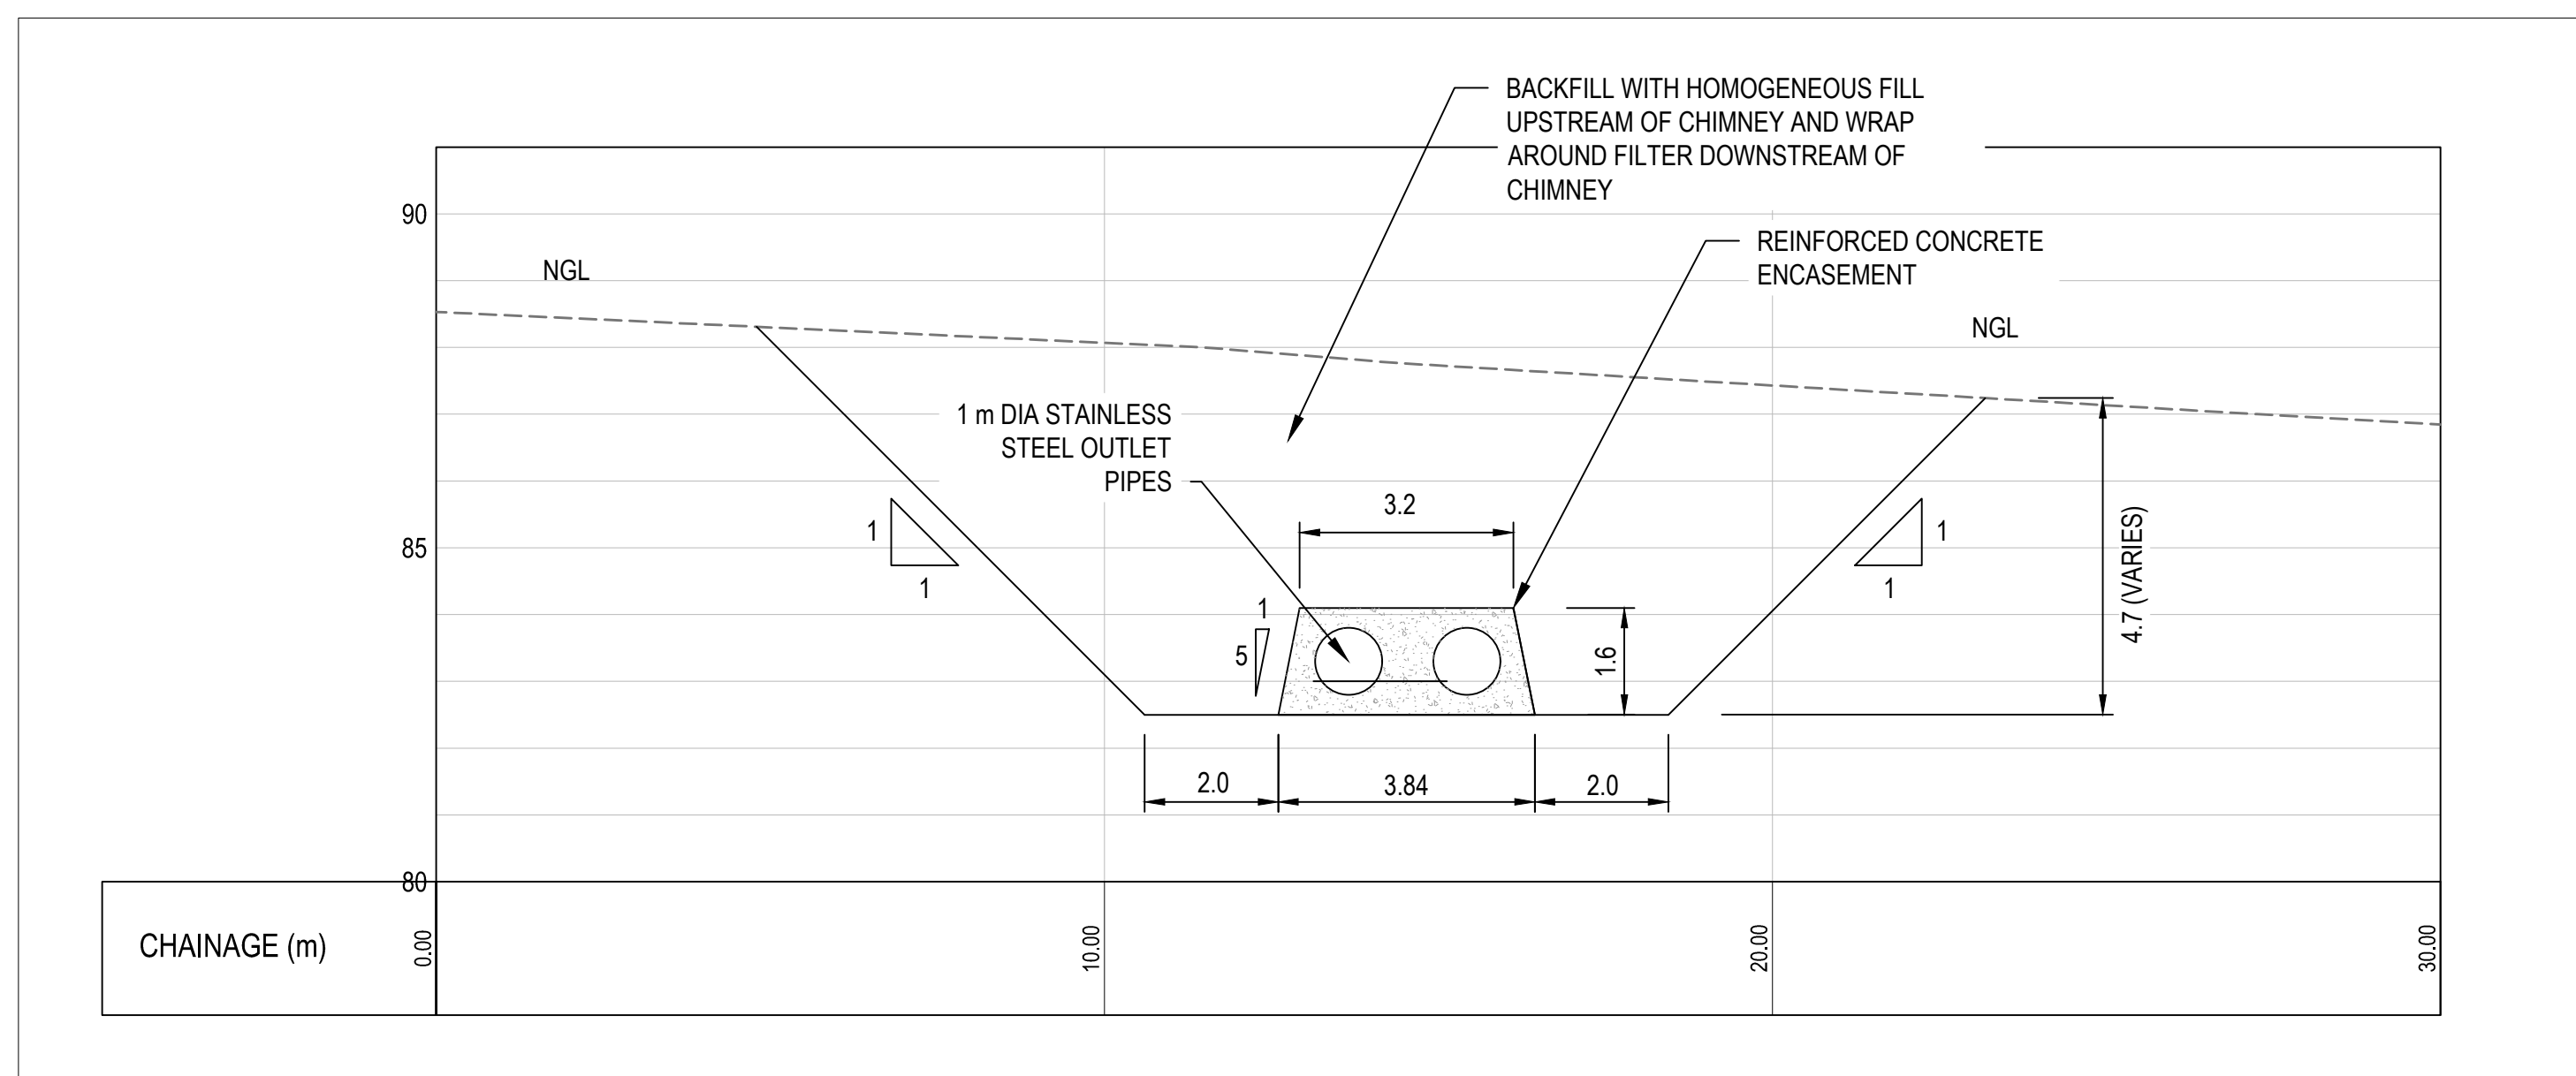 BACKFILL WITH HOMOGENEOUS FILL
UPSTREAM OF CHIMNEY AND WRAP
AROUND FILTER DOWNSTREAM OF
CHIMNEY
90
REINFORCED CONCRETE
ENCASEMENT
NGL
NGL
1 m DIA STAINLESS
STEEL OUTLET
PIPES
3.2
85
1
1
1
1
4.7 (VARIES)
1
5
1.6
2.0
3.84
2.0
80
CHAINAGE (m)
0.00
10.00
20.00
30.00